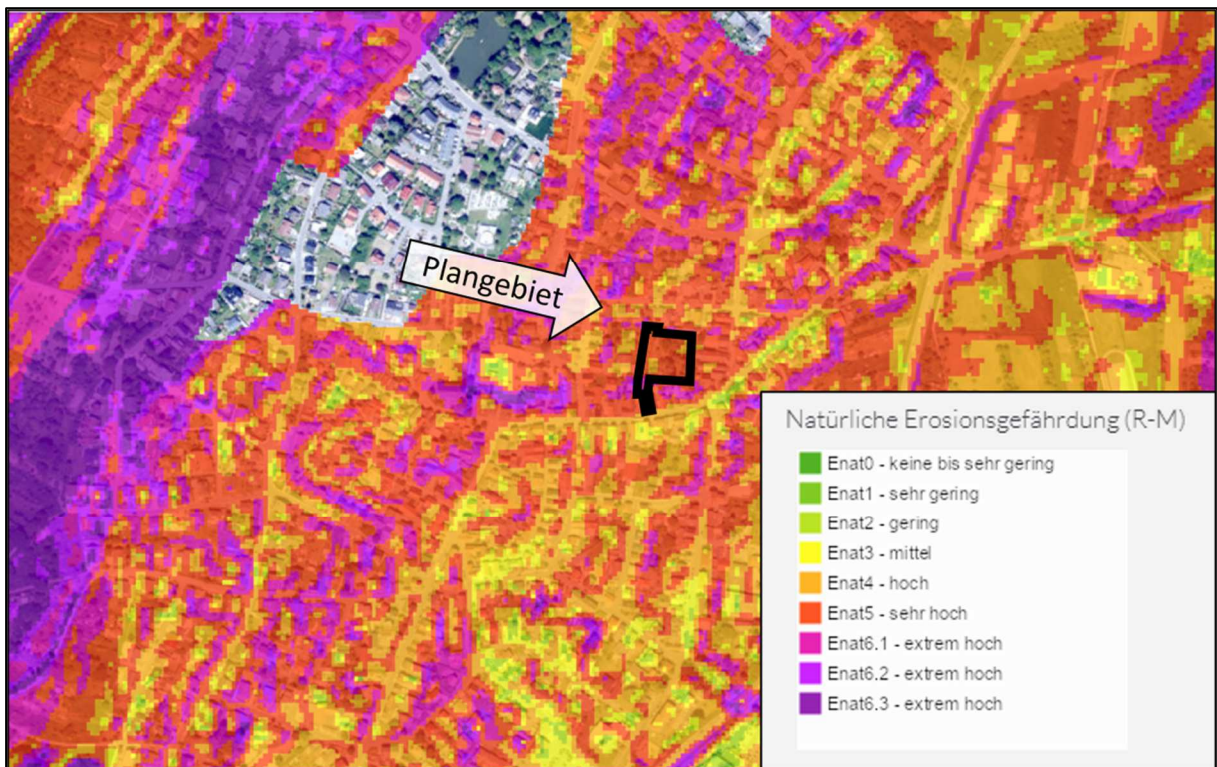 Plangebiet
Natürliche Erosionsgefährdung (R-M)
Enat0 - keine bis sehr gering
Enat1 - sehr gering
Enat2 - gering
Enat3 - mittel
Enat4 - hoch
Enat5 - sehr hoch
Enat6.1 - extrem hoch
Enat6.2 - extrem hoch
Enat6.3 - extrem hoch